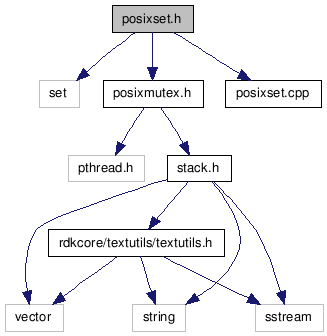 posixset.h
set
posixmutex.h
posixset.cpp
pthread.h
stack.h
rdkcore/textutils/textutils.h
vector
string
sstream